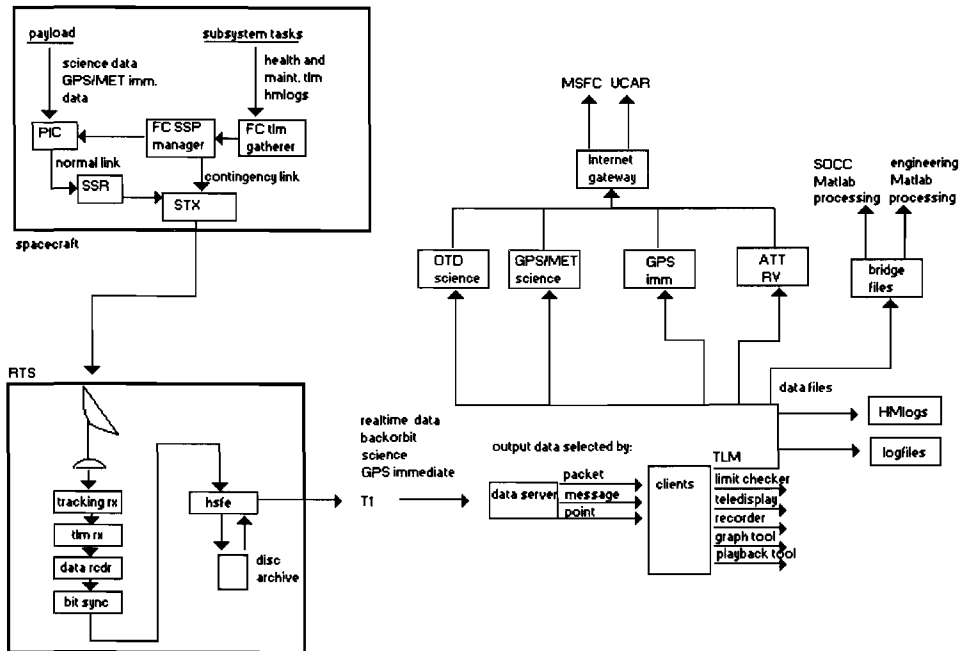 payload
subsystem tasks
science data
GPS/MET imm.
data
health and
maint. tlm
hmlogs
PIC
FC SSP
manager
FC tlm
gatherer
normal link
SSR
contingency link
STX
spacecraft
MSFC UCAR
Internet
gateway
SOCC
Matlab
processing
engineering
Matlab
processing
OTD
science
GPS/MET
science
GPS
imm
ATT
RV
bridge
files
RTS
data files
HMlogs
logfiles
realtime data
backorbit
science
GPS immediate
T1
output data selected by:
data server
packet
message
point
clients
TLM
limit checker
teledisplay
recorder
graph tool
playback tool
tracking rx
tlm rx
data rcdr
bit sync
hsfe
disc
archive